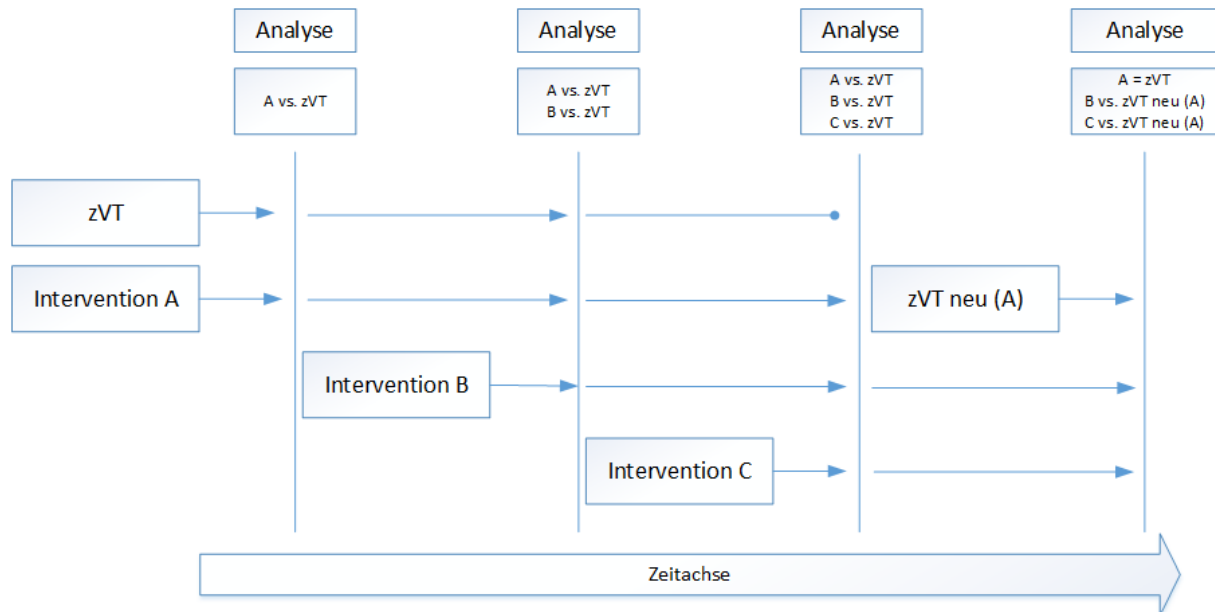 Analyse
Analyse
Analyse
Analyse
A vs. zVT
A vs. zVT
B vs. zVT
A vs. zVT
B vs. zVT
C vs. zVT
A = zVT
B vs. zVT neu (A)
C vs. zVT neu (A)
zVT
Intervention A
zVT neu (A)
Intervention B
Intervention C
Zeitachse